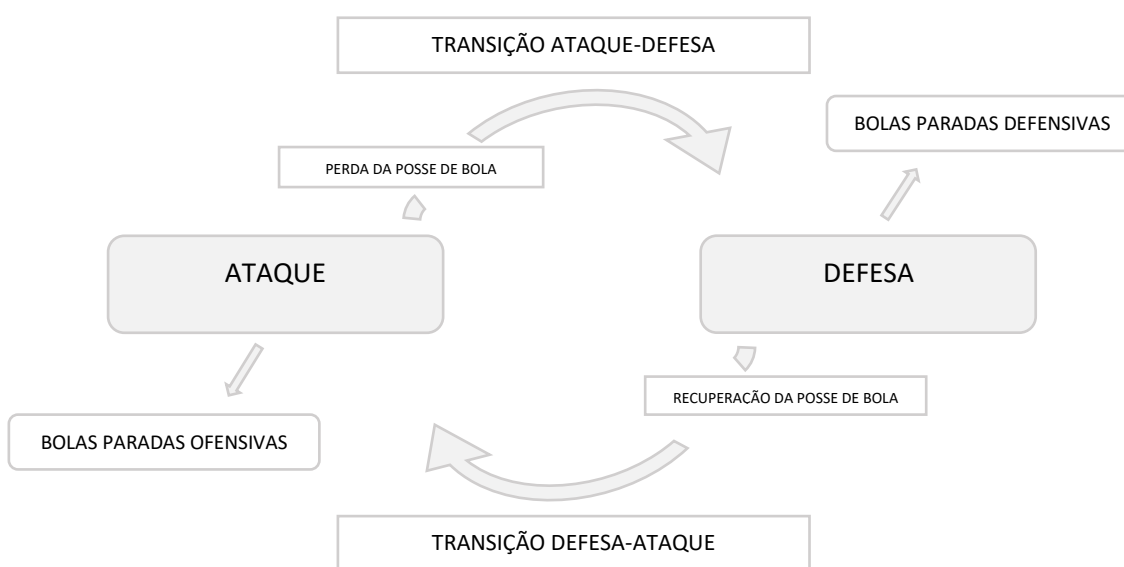 TRANSIÇÃO ATAQUE-DEFESA
BOLAS PARADAS DEFENSIVAS
PERDA DA POSSE DE BOLA
ATAQUE
DEFESA
RECUPERAÇÃO DA POSSE DE BOLA
BOLAS PARADAS OFENSIVAS
TRANSIÇÃO DEFESA-ATAQUE